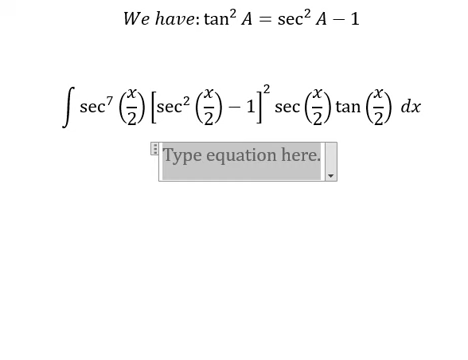 We have: tan² A = sec² A − 1
∫ sec⁷ (x/2) [sec² (x/2) − 1]² sec (x/2) tan (x/2) dx
Type equation here.